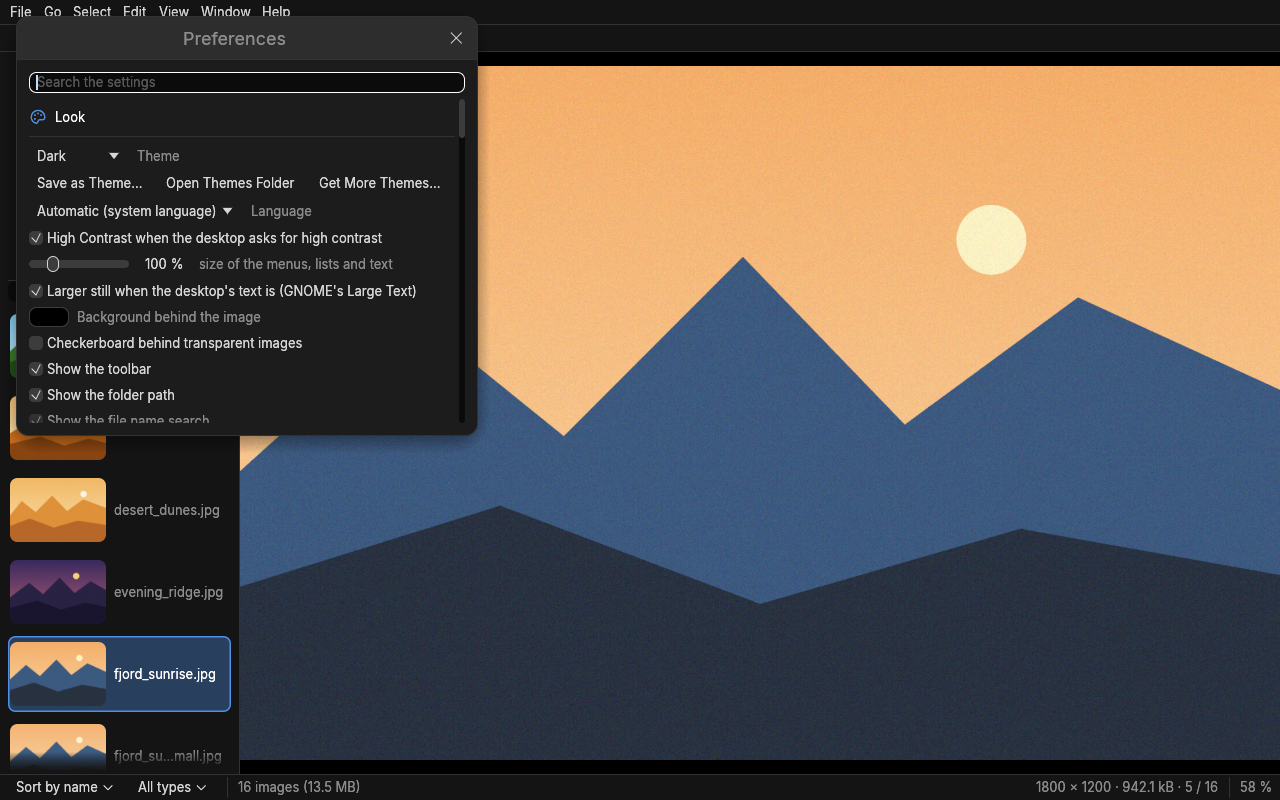 File Go Select Edit View Window Help
Preferences
Search the settings
Look
Dark Theme
Save as Theme... Open Themes Folder Get More Themes...
Automatic (system language) Language
High Contrast when the desktop asks for high contrast
100 % size of the menus, lists and text
Larger still when the desktop's text is (GNOME's Large Text)
Background behind the image
Checkerboard behind transparent images
Show the toolbar
Show the folder path
Show the file name search
desert_dunes.jpg
evening_ridge.jpg
fjord_sunrise.jpg
fjord_su...mall.jpg
Sort by name All types 16 images (13.5 MB) 1800 × 1200 · 942.1 kB · 5 / 16 58 %